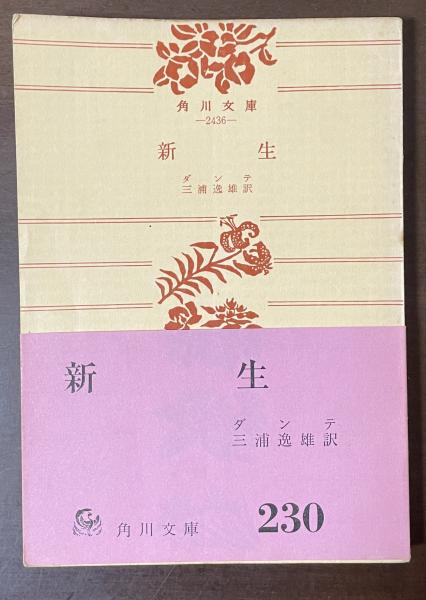 角川文庫
—2436—
新生
ダンテ
三浦逸雄訳
新生
ダンテ
三浦逸雄訳
角川文庫 230